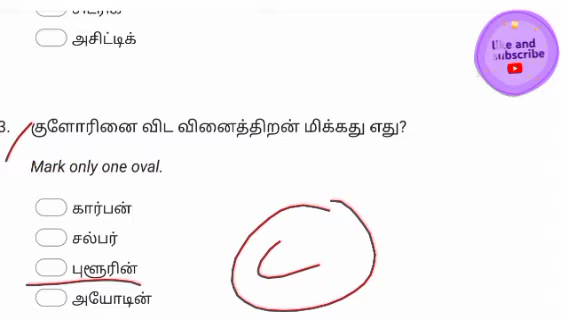 அசிட்டிக்
like and
subscribe
3. குளோரினை விட வினைத்திறன் மிக்கது எது?
Mark only one oval.
கார்பன்
சல்பர்
புளூரின்
அயோடின்